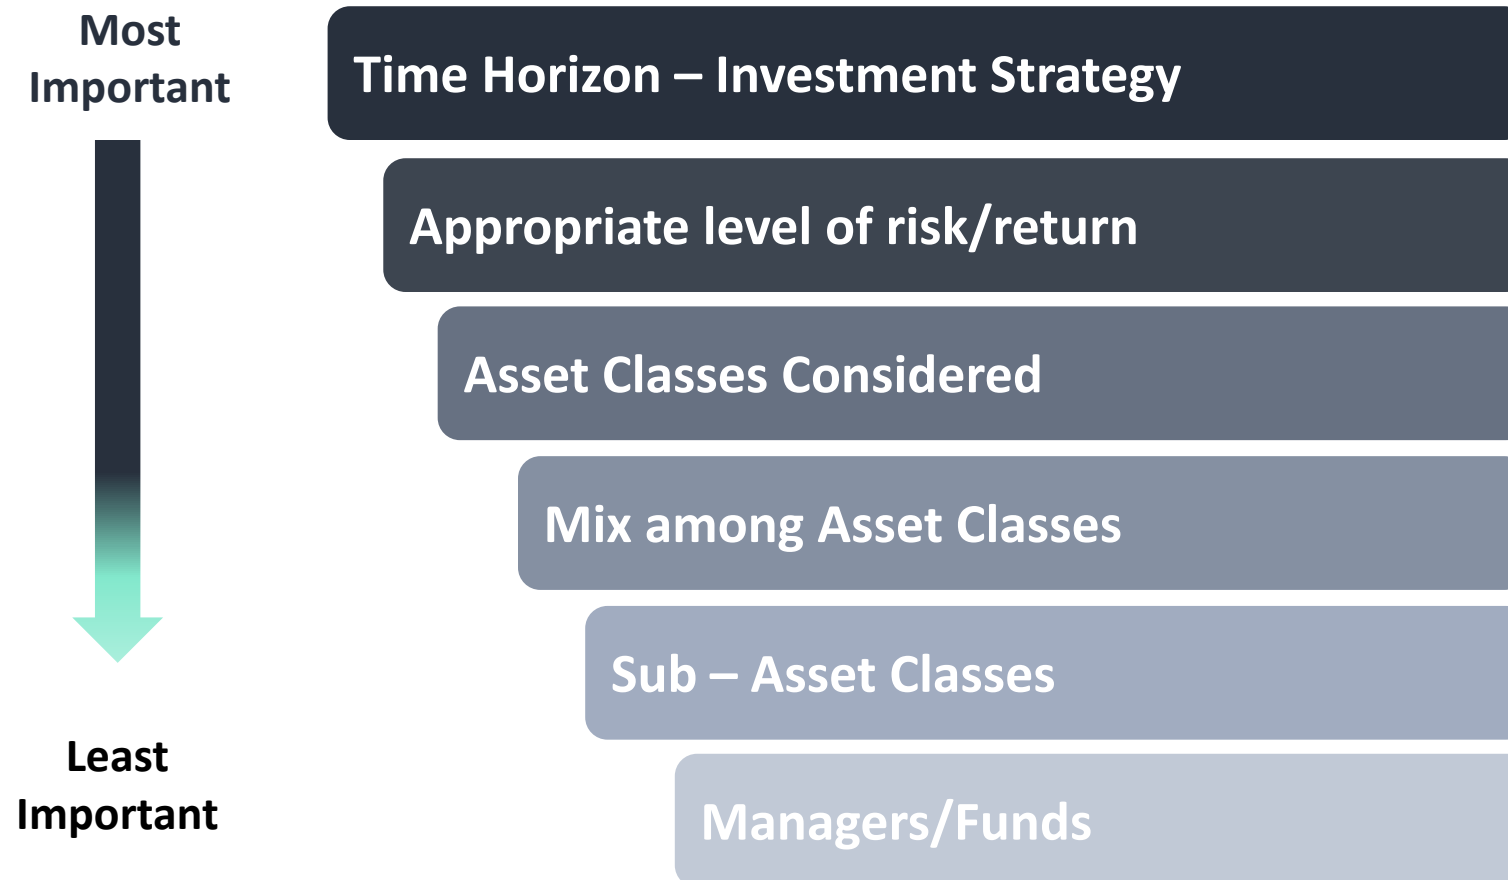 Most
Important
Time Horizon – Investment Strategy
Appropriate level of risk/return
Asset Classes Considered
Mix among Asset Classes
Sub – Asset Classes
Least
Important
Managers/Funds